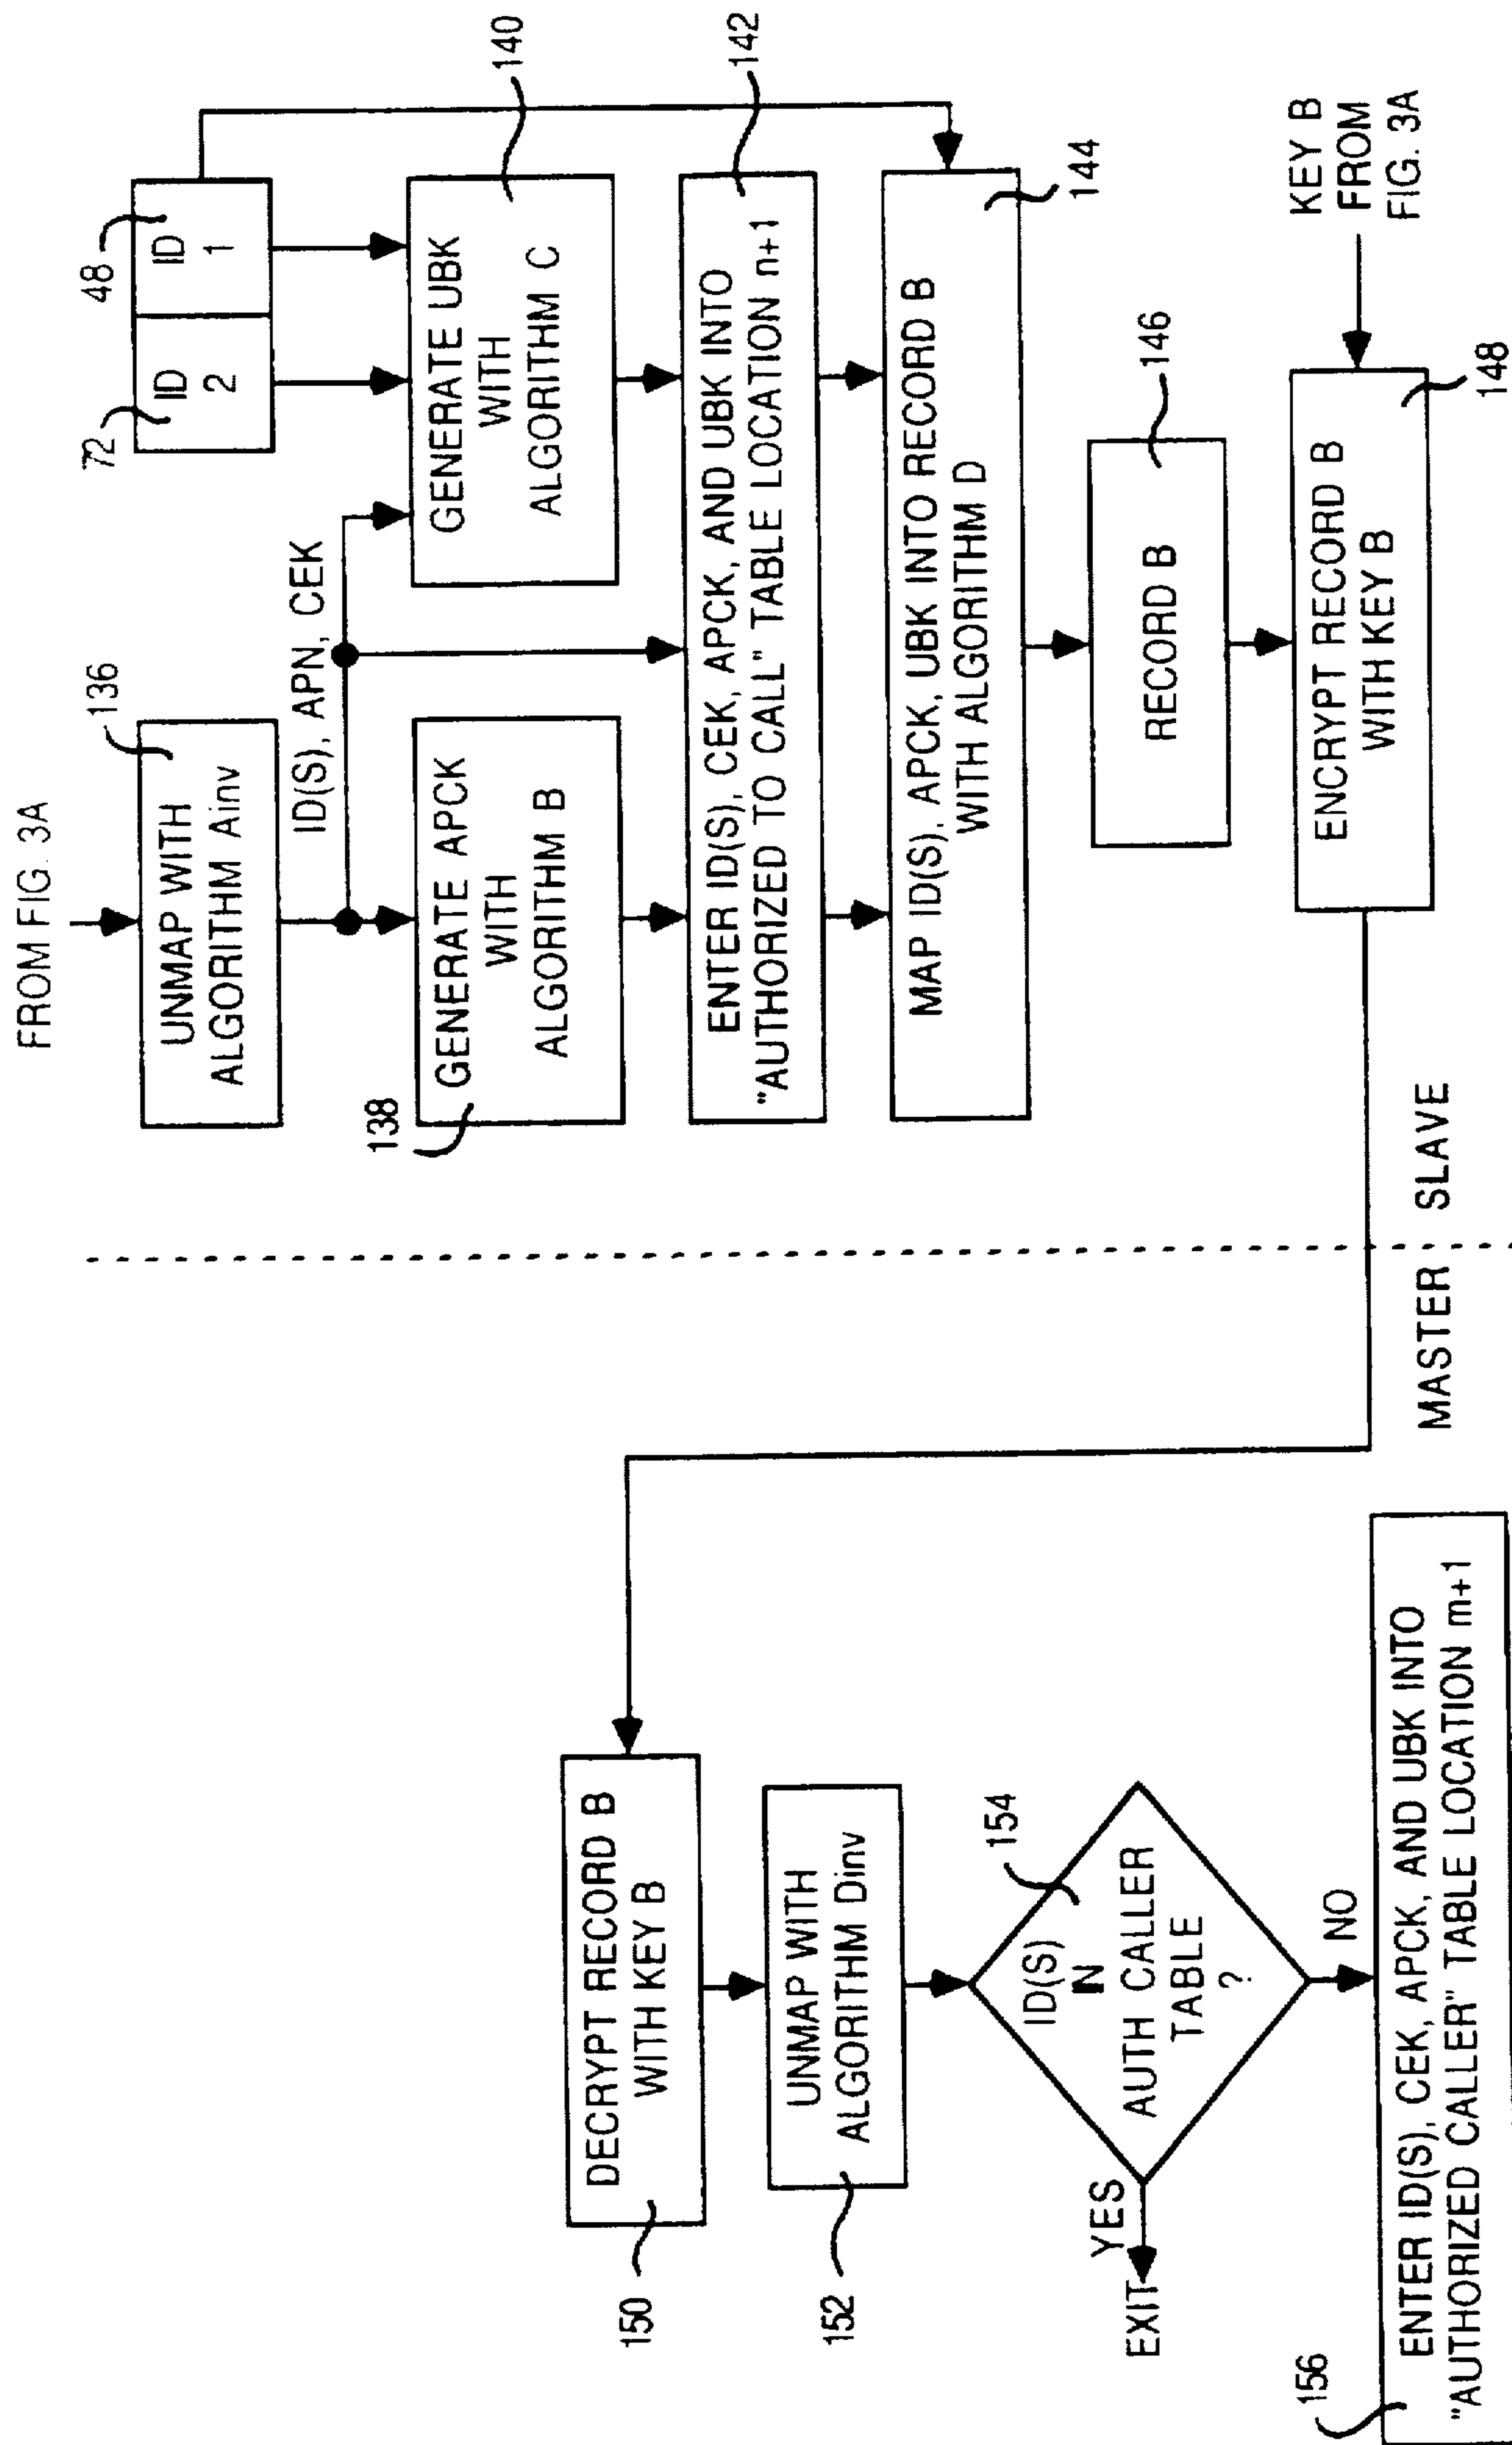 FROM FIG. 3A
136
UNMAP WITH
ALGORITHM Ainv
ID(S), APN, CEK
72
48
ID
2
ID
1
138
GENERATE APCK
WITH
ALGORITHM B
GENERATE UBK
WITH
ALGORITHM C
140
ENTER ID(S), CEK, APCK, AND UBK INTO
"AUTHORIZED TO CALL" TABLE LOCATION n+1
142
MAP ID(S), APCK, UBK INTO RECORD B
WITH ALGORITHM D
144
RECORD B
146
KEY B
FROM
FIG. 3A
ENCRYPT RECORD B
WITH KEY B
148
MASTER
SLAVE
DECRYPT RECORD B
WITH KEY B
150
UNMAP WITH
ALGORITHM Dinv
152
ID(S)
IN
AUTH CALLER
TABLE
?
154
YES
EXIT
NO
ENTER ID(S), CEK, APCK, AND UBK INTO
"AUTHORIZED CALLER" TABLE LOCATION m+1
156